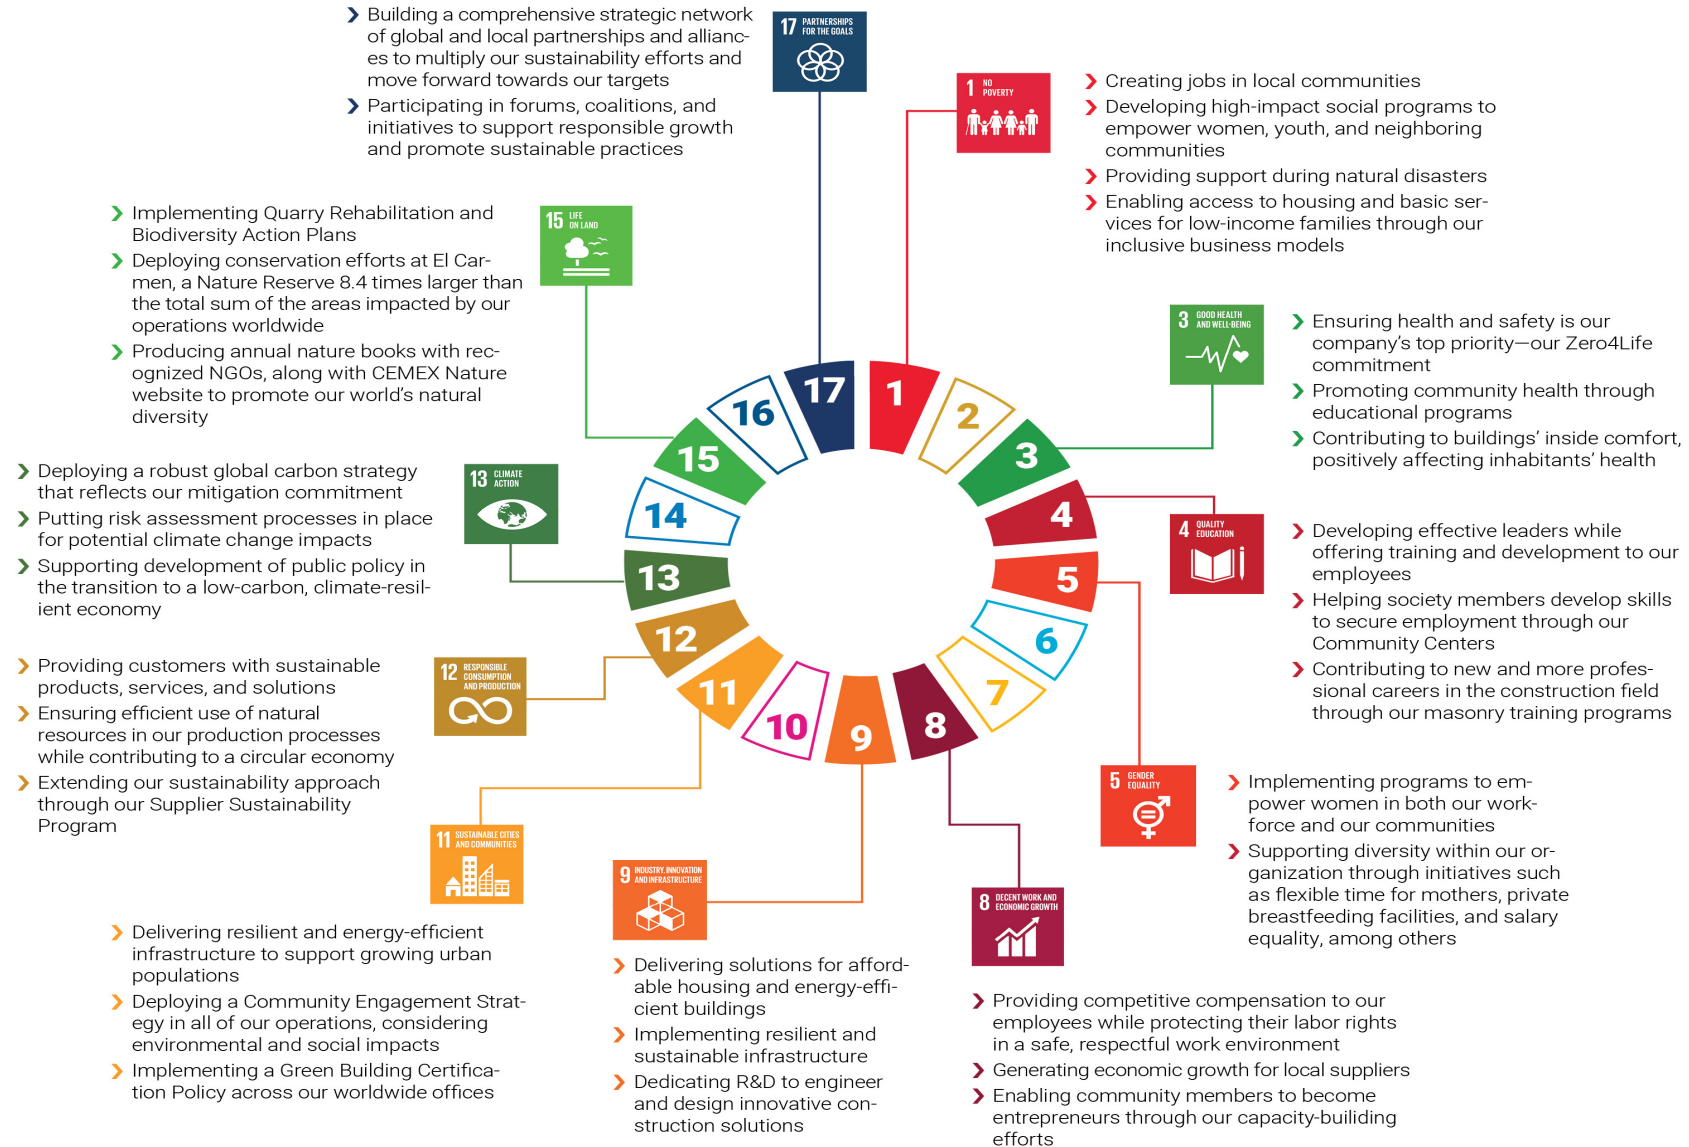 Building a comprehensive strategic network
of global and local partnerships and allianc-
es to multiply our sustainability efforts and
move forward towards our targets
Participating in forums, coalitions, and
initiatives to support responsible growth
and promote sustainable practices
17 PARTNERSHIPS
FOR THE GOALS
1 NO
POVERTY
Creating jobs in local communities
Developing high-impact social programs to
empower women, youth, and neighboring
communities
Providing support during natural disasters
Enabling access to housing and basic ser-
vices for low-income families through our
inclusive business models
Implementing Quarry Rehabilitation and
Biodiversity Action Plans
Deploying conservation efforts at El Car-
men, a Nature Reserve 8.4 times larger than
the total sum of the areas impacted by our
operations worldwide
Producing annual nature books with rec-
ognized NGOs, along with CEMEX Nature
website to promote our world's natural
diversity
15 LIFE
ON LAND
3 GOOD HEALTH
AND WELL-BEING
Ensuring health and safety is our
company's top priority—our Zero4Life
commitment
Promoting community health through
educational programs
Contributing to buildings' inside comfort,
positively affecting inhabitants' health
Deploying a robust global carbon strategy
that reflects our mitigation commitment
Putting risk assessment processes in place
for potential climate change impacts
Supporting development of public policy in
the transition to a low-carbon, climate-resil-
ient economy
13 CLIMATE
ACTION
4 QUALITY
EDUCATION
Developing effective leaders while
offering training and development to our
employees
Helping society members develop skills
to secure employment through our
Community Centers
Contributing to new and more profes-
sional careers in the construction field
through our masonry training programs
17
1
2
3
4
5
6
7
8
9
10
11
12
13
14
15
16
Providing customers with sustainable
products, services, and solutions
Ensuring efficient use of natural
resources in our production processes
while contributing to a circular economy
Extending our sustainability approach
through our Supplier Sustainability
Program
12 RESPONSIBLE
CONSUMPTION
AND PRODUCTION
5 GENDER
EQUALITY
Implementing programs to em-
power women in both our work-
force and our communities
Supporting diversity within our or-
ganization through initiatives such
as flexible time for mothers, private
breastfeeding facilities, and salary
equality, among others
11 SUSTAINABLE CITIES
AND COMMUNITIES
Delivering resilient and energy-efficient
infrastructure to support growing urban
populations
Deploying a Community Engagement Strat-
egy in all of our operations, considering
environmental and social impacts
Implementing a Green Building Certifica-
tion Policy across our worldwide offices
9 INDUSTRY, INNOVATION
AND INFRASTRUCTURE
Delivering solutions for afford-
able housing and energy-effi-
cient buildings
Implementing resilient and
sustainable infrastructure
Dedicating R&D to engineer
and design innovative con-
struction solutions
8 DECENT WORK AND
ECONOMIC GROWTH
Providing competitive compensation to our
employees while protecting their labor rights
in a safe, respectful work environment
Generating economic growth for local suppliers
Enabling community members to become
entrepreneurs through our capacity-builiding
efforts